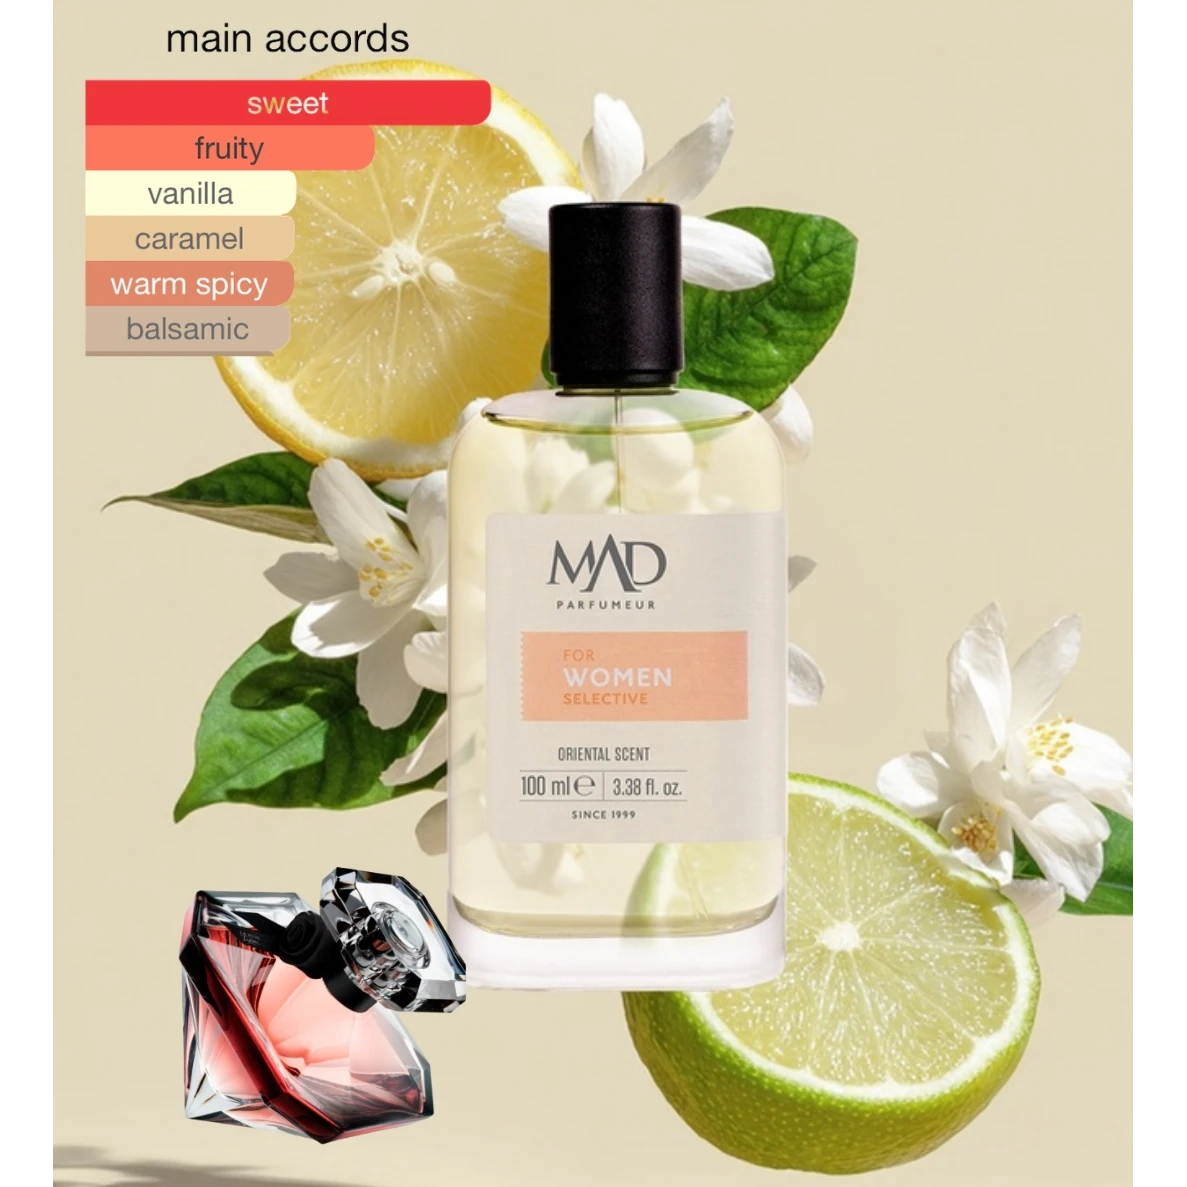 main accords
sweet
fruity
vanilla
caramel
warm spicy
balsamic
MAD
PARFUMEUR
FOR
WOMEN
SELECTIVE
ORIENTAL SCENT
100 ml e 3.38 fl. oz.
SINCE 1999